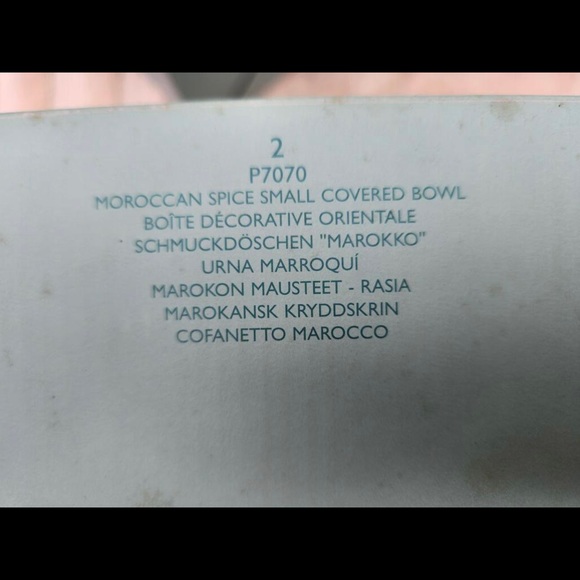 2
P7070
MOROCCAN SPICE SMALL COVERED BOWL
BOÎTE DÉCORATIVE ORIENTALE
SCHMUCKDÖSCHEN "MAROKKO"
URNA MARROQUÍ
MAROKON MAUSTEET - RASIA
MAROKANSK KRYDDSKRIN
COFANETTO MAROCCO